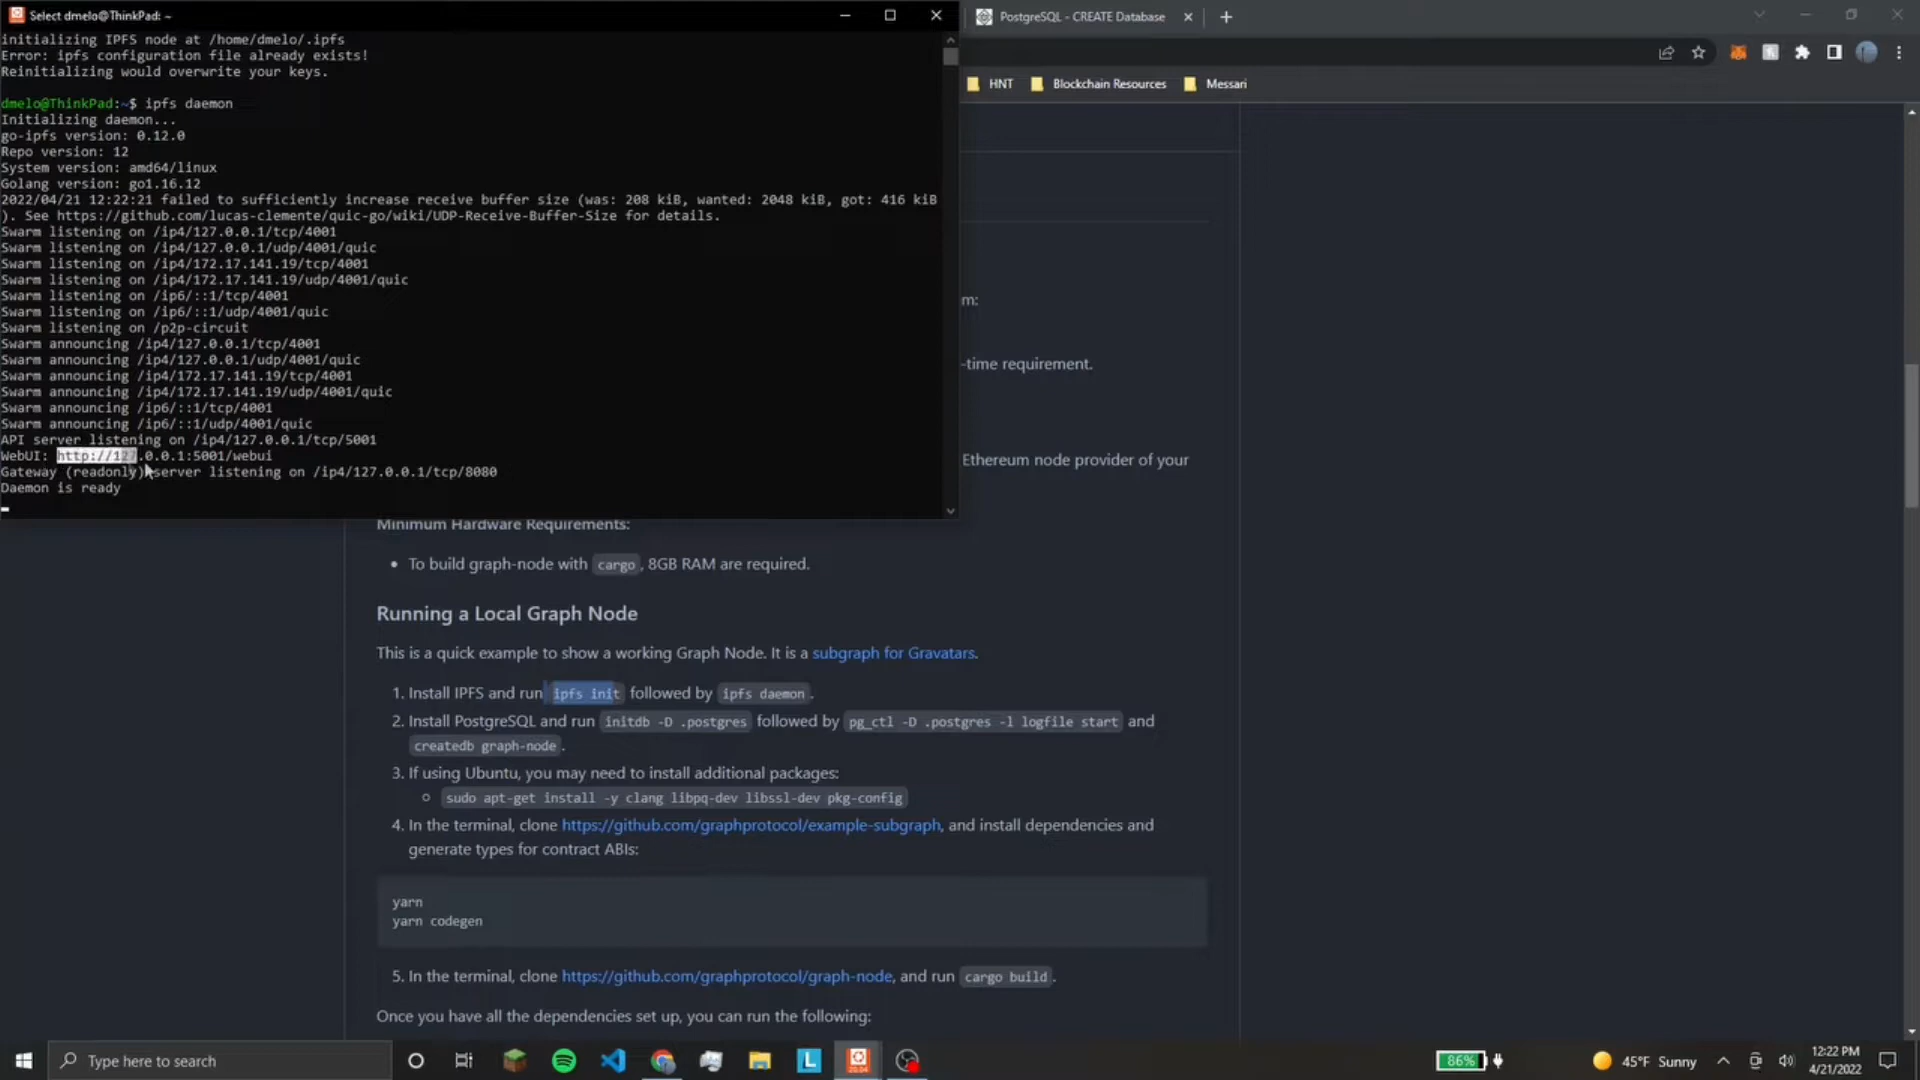 Select dmelo@ThinkPad: ~
initializing IPFS node at /home/dmelo/.ipfs
Error: ipfs configuration file already exists!
Reinitializing would overwrite your keys.
dmelo@ThinkPad:~$ ipfs daemon
Initializing daemon...
go-ipfs version: 0.12.0
Repo version: 12
System version: amd64/linux
Golang version: go1.16.12
2022/04/21 12:22:21 failed to sufficiently increase receive buffer size (was: 208 kiB, wanted: 2048 kiB, got: 416 kiB
). See https://github.com/lucas-clemente/quic-go/wiki/UDP-Receive-Buffer-Size for details.
Swarm listening on /ip4/127.0.0.1/tcp/4001
Swarm listening on /ip4/127.0.0.1/udp/4001/quic
Swarm listening on /ip4/172.17.141.19/tcp/4001
Swarm listening on /ip4/172.17.141.19/udp/4001/quic
Swarm listening on /ip6/::1/tcp/4001
Swarm listening on /ip6/::1/udp/4001/quic
Swarm listening on /p2p-circuit
Swarm announcing /ip4/127.0.0.1/tcp/4001
Swarm announcing /ip4/127.0.0.1/udp/4001/quic
Swarm announcing /ip4/172.17.141.19/tcp/4001
Swarm announcing /ip4/172.17.141.19/udp/4001/quic
Swarm announcing /ip6/::1/tcp/4001
Swarm announcing /ip6/::1/udp/4001/quic
API server listening on /ip4/127.0.0.1/tcp/5001
WebUI: http://127.0.0.1:5001/webui
Gateway (readonly) server listening on /ip4/127.0.0.1/tcp/8080
Daemon is ready
PostgreSQL - CREATE Database
HNT Blockchain Resources Messari
m:
-time requirement.
Ethereum node provider of your
Minimum Hardware Requirements:
• To build graph-node with cargo, 8GB RAM are required.
Running a Local Graph Node
This is a quick example to show a working Graph Node. It is a subgraph for Gravatars.
1. Install IPFS and run ipfs init followed by ipfs daemon.
2. Install PostgreSQL and run initdb -D .postgres followed by pg_ctl -D .postgres -l logfile start and
createdb graph-node.
3. If using Ubuntu, you may need to install additional packages:
sudo apt-get install -y clang libpq-dev libssl-dev pkg-config
4. In the terminal, clone https://github.com/graphprotocol/example-subgraph, and install dependencies and
generate types for contract ABIs:
yarn
yarn codegen
5. In the terminal, clone https://github.com/graphprotocol/graph-node, and run cargo build.
Once you have all the dependencies set up, you can run the following:
Type here to search
L
20.04
86%
45°F Sunny
12:22 PM
4/21/2022